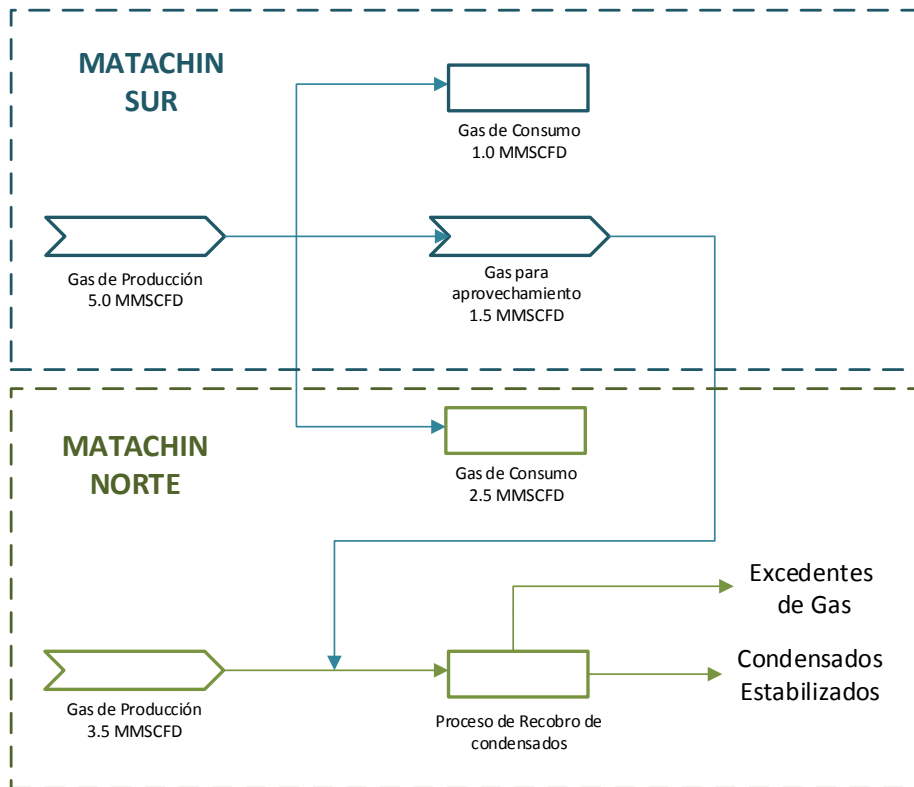 MATACHIN
SUR
Gas de Consumo
1.0 MMSCFD
Gas de Producción
5.0 MMSCFD
Gas para
aprovechamiento
1.5 MMSCFD
MATACHIN
NORTE
Gas de Consumo
2.5 MMSCFD
Excedentes
de Gas
Condensados
Estabilizados
Gas de Producción
3.5 MMSCFD
Proceso de Recobro de
condensados